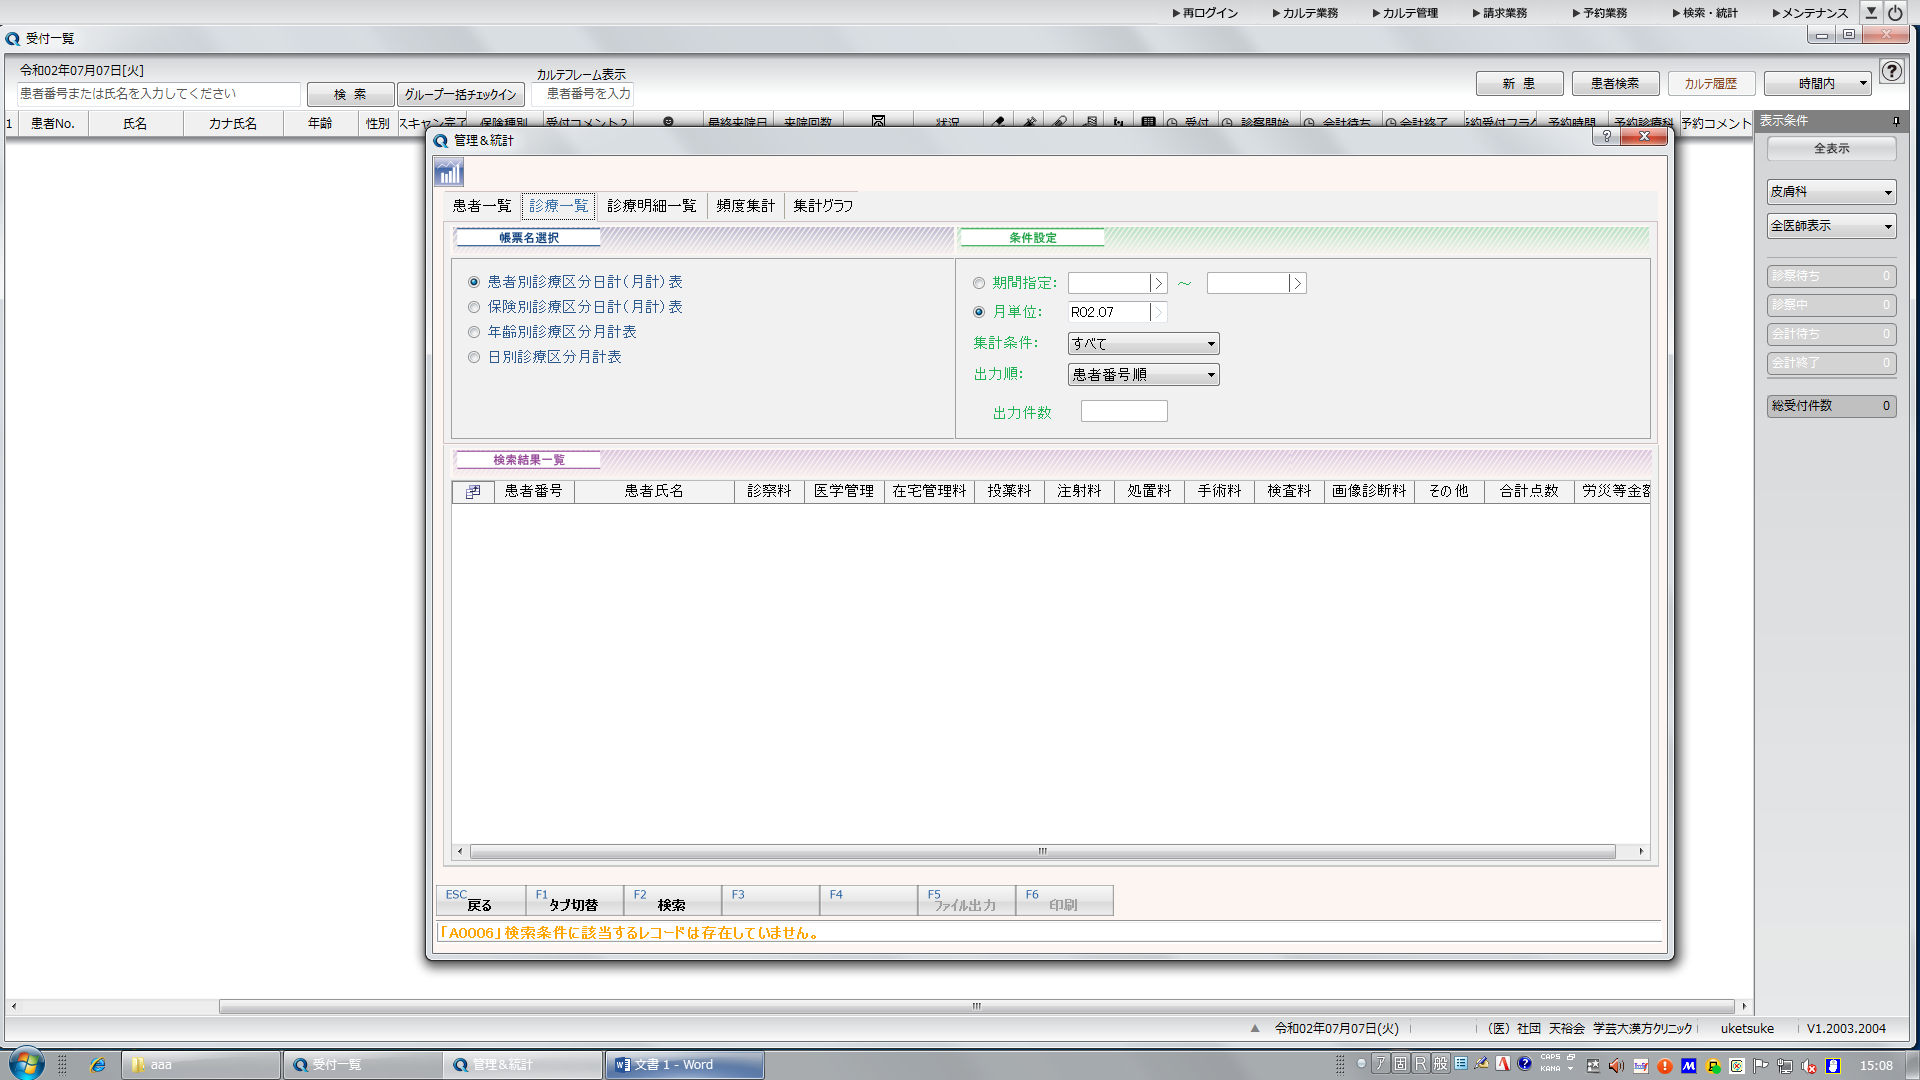 ▶再ログイン ▶カルテ業務 ▶カルテ管理 ▶請求業務 ▶予約業務 ▶検索・統計 ▶メンテナンス
受付一覧
令和02年07月07日[火]
患者番号または氏名を入力してください 検 索 グループ一括チェックイン
カルテフレーム表示
患者番号を入力
新 患 患者検索 カルテ履歴 時間内
1 患者No. 氏名 カナ氏名 年齢 性別 スキャン完了 保険種別 受付コメント2 最終来院日 来院回数 状況 受付 診察開始 会計待ち 会計終了 予約受付フラグ 予約時間 予約診療科 予約コメント
表示条件
全表示
皮膚科
全医師表示
診察待ち 0
診察中 0
会計待ち 0
会計終了 0
総受付件数 0
管理&統計
患者一覧 診療一覧 診療明細一覧 頻度集計 集計グラフ
帳票名選択
患者別診療区分日計(月計)表
保険別診療区分日計(月計)表
年齢別診療区分月計表
日別診療区分月計表
条件設定
期間指定: ～
月単位: R02.07
集計条件: すべて
出力順: 患者番号順
出力件数
検索結果一覧
患者番号 患者氏名 診察料 医学管理 在宅管理料 投薬料 注射料 処置料 手術料 検査料 画像診断料 その他 合計点数 労災等金額
ESC 戻る F1 タブ切替 F2 検索 F3 F4 F5 ファイル出力 F6 印刷
「A0006」検索条件に該当するレコードは存在していません。
令和02年07月07日(火) (医)社団 天裕会 学芸大漢方クリニック uketsuke V1.2003.2004
aaa 受付一覧 管理&統計 文書 1 - Word
ア 固 R 般 CAPS KANA 15:08